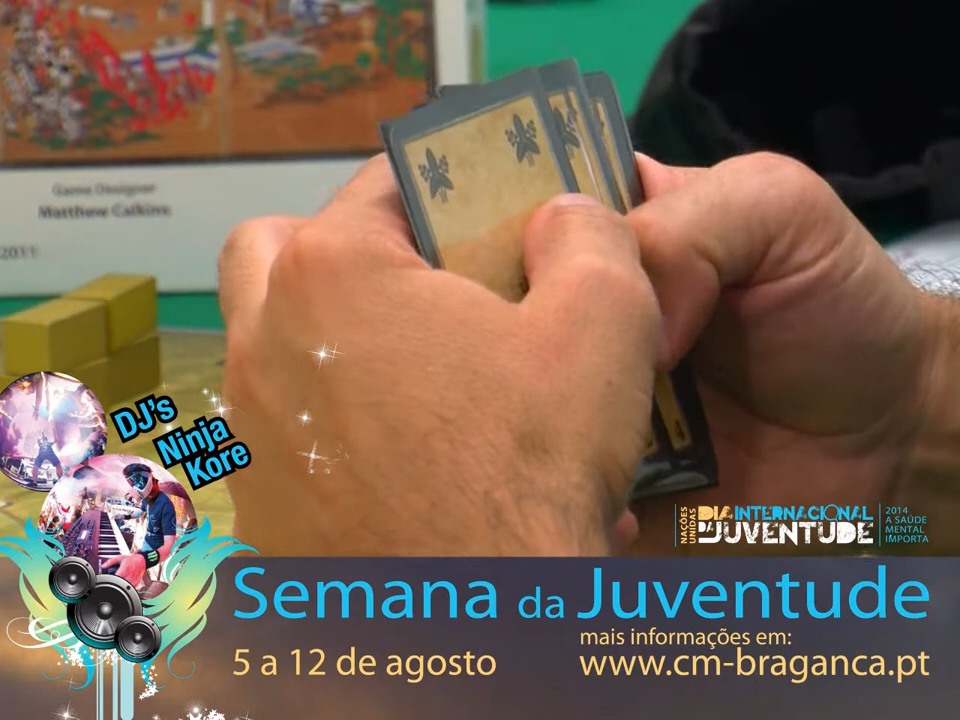 Game Designer
Matthew Calkins
2011
DJ's
Ninja
Kore
NAÇÕES
UNIDAS
DIA INTERNACIONAL
DA JUVENTUDE
2014
A SAÚDE
MENTAL
IMPORTA
Semana da Juventude
5 a 12 de agosto
mais informações em:
www.cm-braganca.pt